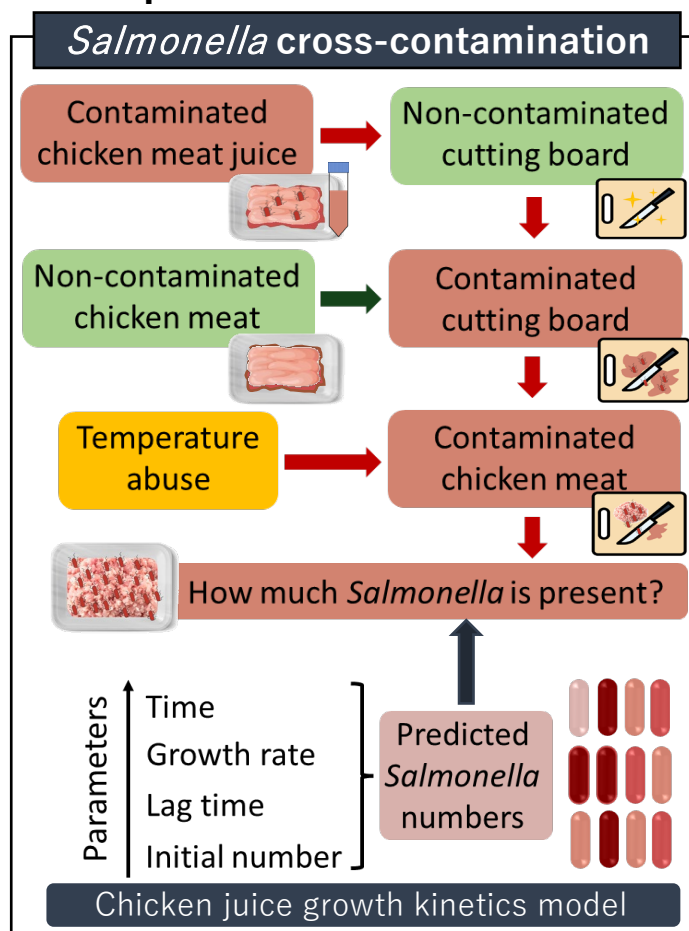 Salmonella cross-contamination
Contaminated
chicken meat juice
Non-contaminated
cutting board
Non-contaminated
chicken meat
Contaminated
cutting board
Temperature
abuse
Contaminated
chicken meat
How much Salmonella is present?
Parameters
Time
Growth rate
Lag time
Initial number
Predicted
Salmonella
numbers
Chicken juice growth kinetics model